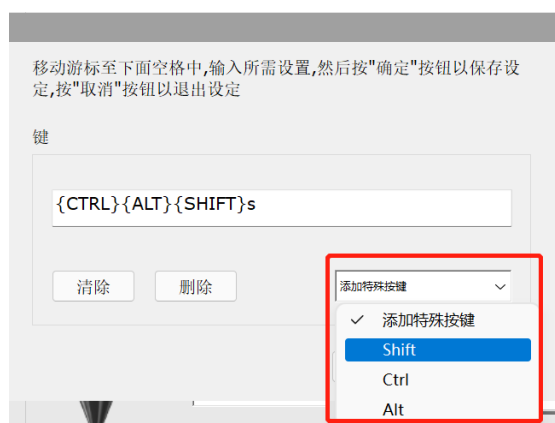 移动游标至下面空格中,输入所需设置,然后按"确定"按钮以保存设
定,按"取消"按钮以退出设定
键
{CTRL}{ALT}{SHIFT}s
清除
删除
添加特殊按键
添加特殊按键
Shift
Ctrl
Alt